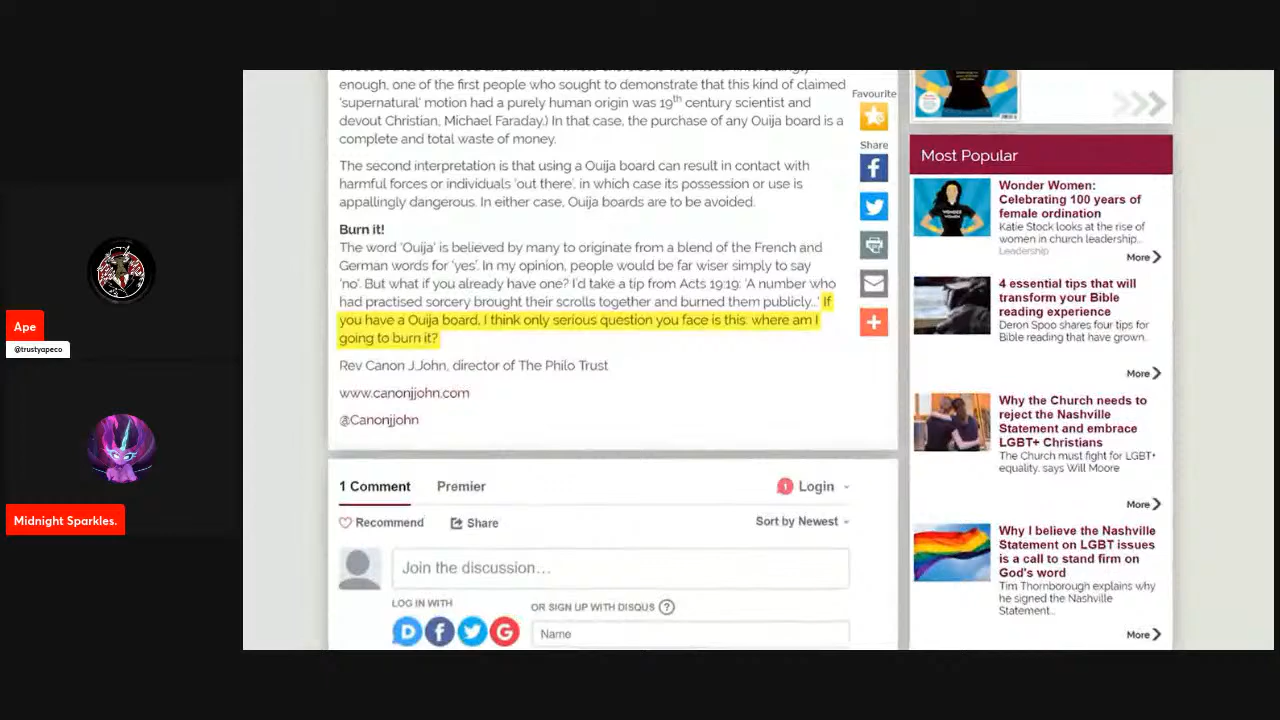 enough, one of the first people who sought to demonstrate that this kind of claimed
'supernatural' motion had a purely human origin was 19th century scientist and
devout Christian, Michael Faraday.) In that case, the purchase of any Ouija board is a
complete and total waste of money.
The second interpretation is that using a Ouija board can result in contact with
harmful forces or individuals 'out there', in which case its possession or use is
appallingly dangerous. In either case, Ouija boards are to be avoided.
Burn it!
The word 'Ouija' is believed by many to originate from a blend of the French and
German words for 'yes'. In my opinion, people would be far wiser simply to say
'no'. But what if you already have one? I'd take a tip from Acts 19:19: 'A number who
had practised sorcery brought their scrolls together and burned them publicly...' If
you have a Ouija board, I think only serious question you face is this: where am I
going to burn it?
Rev Canon J.John, director of The Philo Trust
www.canonjjohn.com
@Canonjjohn
Favourite
Share
Most Popular
Wonder Women:
Celebrating 100 years of
female ordination
Katie Stock looks at the rise of
women in church leadership...
Leadership
More
4 essential tips that will
transform your Bible
reading experience
Deron Spoo shares four tips for
Bible reading that have grown..
More
Why the Church needs to
reject the Nashville
Statement and embrace
LGBT+ Christians
The Church must fight for LGBT+
equality, says Will Moore
More
Why I believe the Nashville
Statement on LGBT issues
is a call to stand firm on
God's word
Tim Thornborough explains why
he signed the Nashville
Statement...
More
1 Comment
Premier
1
Login
Recommend
Share
Sort by Newest
Join the discussion...
LOG IN WITH
OR SIGN UP WITH DISQUS ?
Name
Ape
@trustyapeco
Midnight Sparkles.